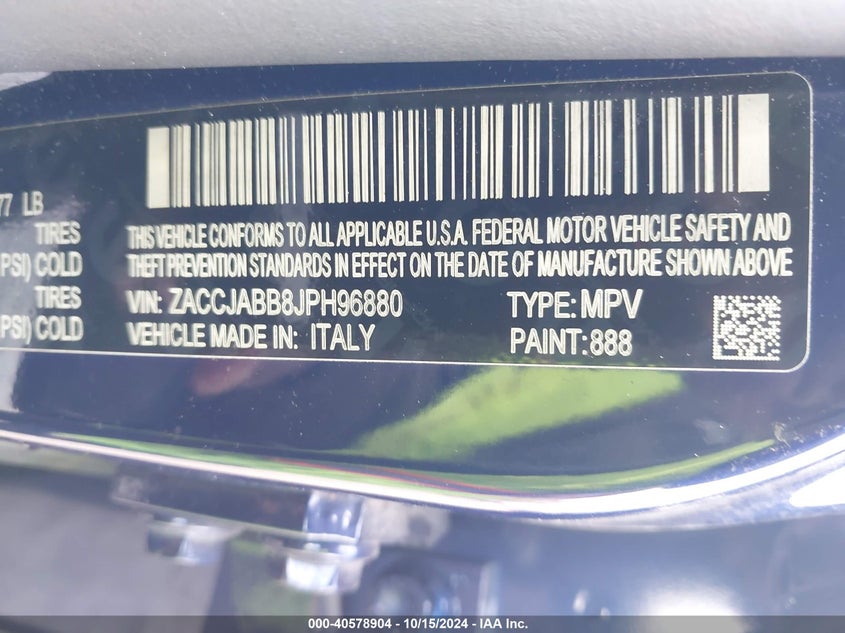 77 LB
TIRES
PSI) COLD
TIRES
PSI) COLD
THIS VEHICLE CONFORMS TO ALL APPLICABLE U.S.A. FEDERAL MOTOR VEHICLE SAFETY AND
THEFT PREVENTION STANDARDS IN EFFECT ON THE DATE OF MANUFACTURE SHOWN ABOVE
VIN: ZACCJABB8JPH96880 TYPE: MPV
VEHICLE MADE IN: ITALY PAINT:888
000-40578904 - 10/15/2024 - IAA Inc.